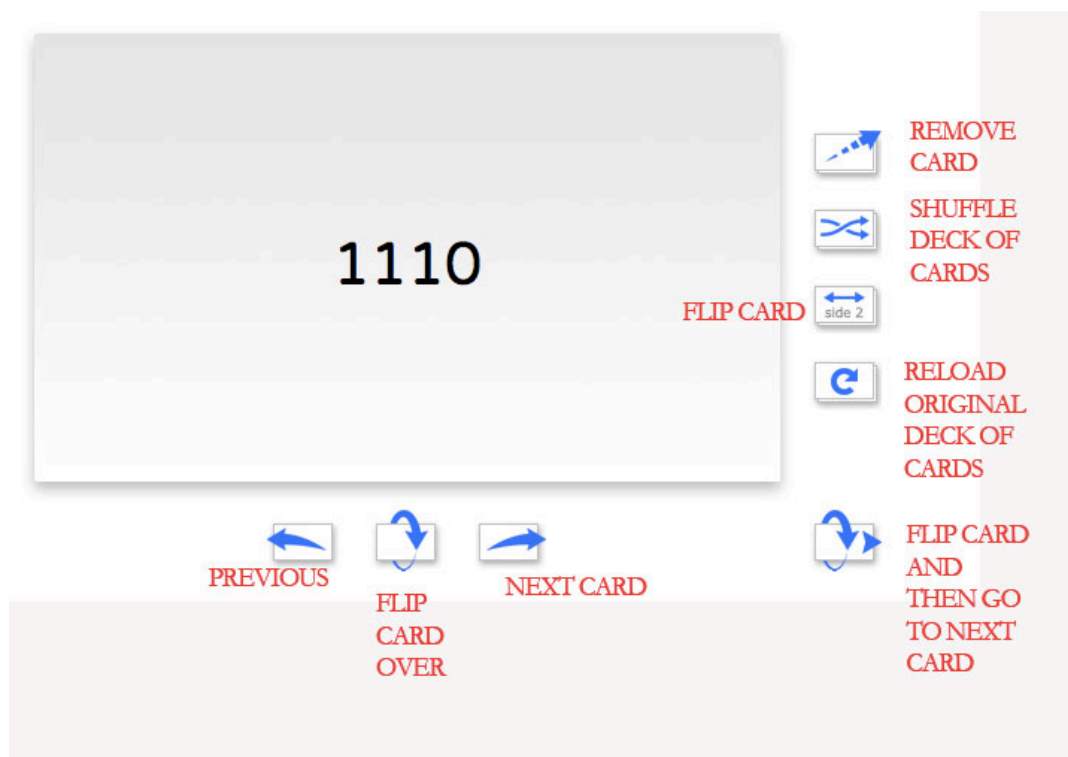 1110
REMOVE
CARD
SHUFFLE
DECK OF
CARDS
FLIP CARD
side 2
RELOAD
ORIGINAL
DECK OF
CARDS
PREVIOUS
FLIP
CARD
OVER
NEXT CARD
FLIP CARD
AND
THEN GO
TO NEXT
CARD